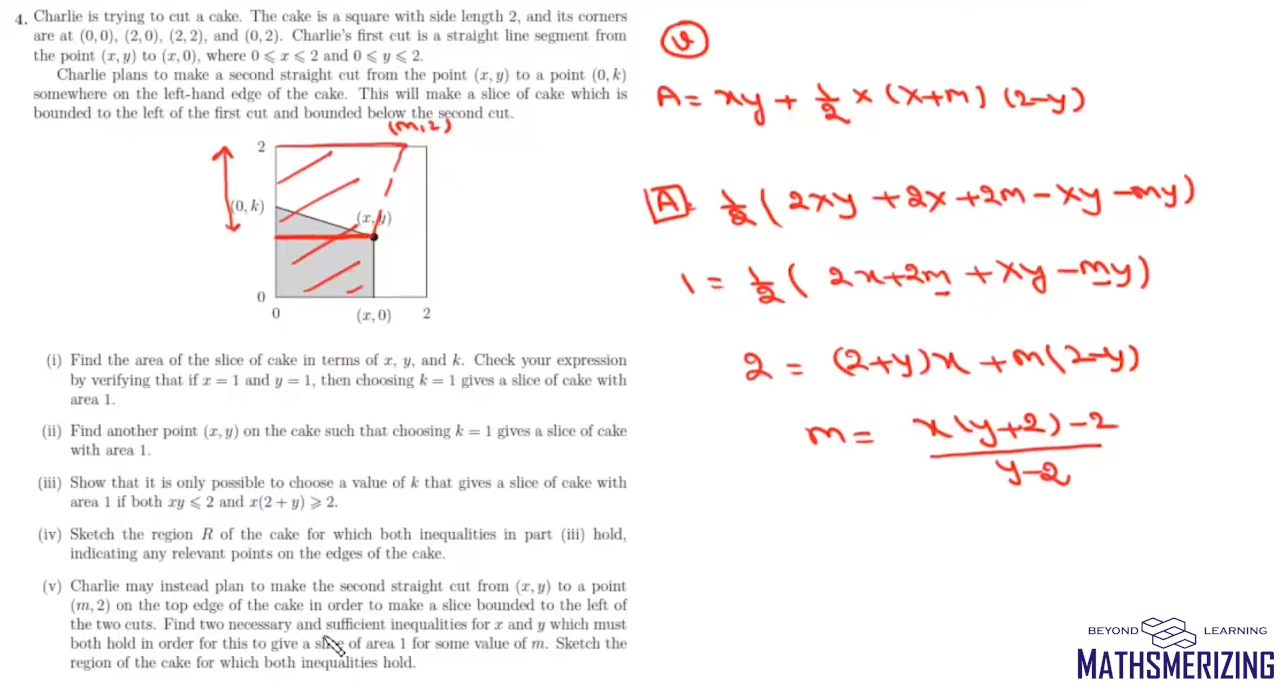 4. Charlie is trying to cut a cake. The cake is a square with side length 2, and its corners
are at (0,0), (2,0), (2,2), and (0,2). Charlie's first cut is a straight line segment from
the point (x, y) to (x, 0), where 0 ⩽ x ⩽ 2 and 0 ⩽ y ⩽ 2.
Charlie plans to make a second straight cut from the point (x, y) to a point (0, k)
somewhere on the left-hand edge of the cake. This will make a slice of cake which is
bounded to the left of the first cut and bounded below the second cut.
(m, 2)
2
(0, k)
(x, y)
0
0
(x, 0)
2
(i) Find the area of the slice of cake in terms of x, y, and k. Check your expression
by verifying that if x = 1 and y = 1, then choosing k = 1 gives a slice of cake with
area 1.
(ii) Find another point (x, y) on the cake such that choosing k = 1 gives a slice of cake
with area 1.
(iii) Show that it is only possible to choose a value of k that gives a slice of cake with
area 1 if both xy ⩽ 2 and x(2 + y) ⩾ 2.
(iv) Sketch the region R of the cake for which both inequalities in part (iii) hold,
indicating any relevant points on the edges of the cake.
(v) Charlie may instead plan to make the second straight cut from (x, y) to a point
(m, 2) on the top edge of the cake in order to make a slice bounded to the left of
the two cuts. Find two necessary and sufficient inequalities for x and y which must
both hold in order for this to give a slice of area 1 for some value of m. Sketch the
region of the cake for which both inequalities hold.
(v)
A = xy + 1/2 × (x+m) (2-y)
A = 1/2 (2xy + 2x + 2m - xy - my)
1 = 1/2 (2x + 2m + xy - my)
2 = (2+y)x + m(2-y)
m = x(y+2) - 2 / y-2
BEYOND LEARNING
MATHSMERIZING